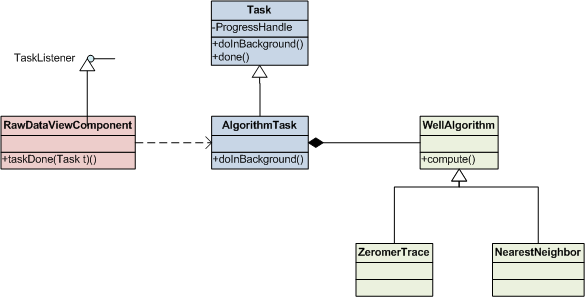 Task
-ProgressHandle
+doInBackground()
+done()
TaskListener
RawDataViewComponent
+taskDone(Task t)()
AlgorithmTask
+doInBackground()
WellAlgorithm
+compute()
ZeromerTrace
NearestNeighbor